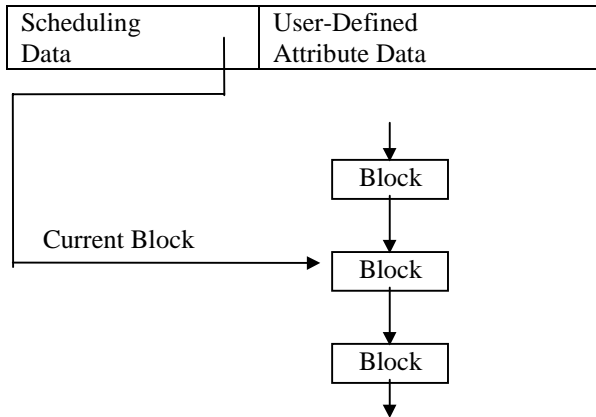 Scheduling
Data
User-Defined
Attribute Data
Block
Current Block
Block
Block